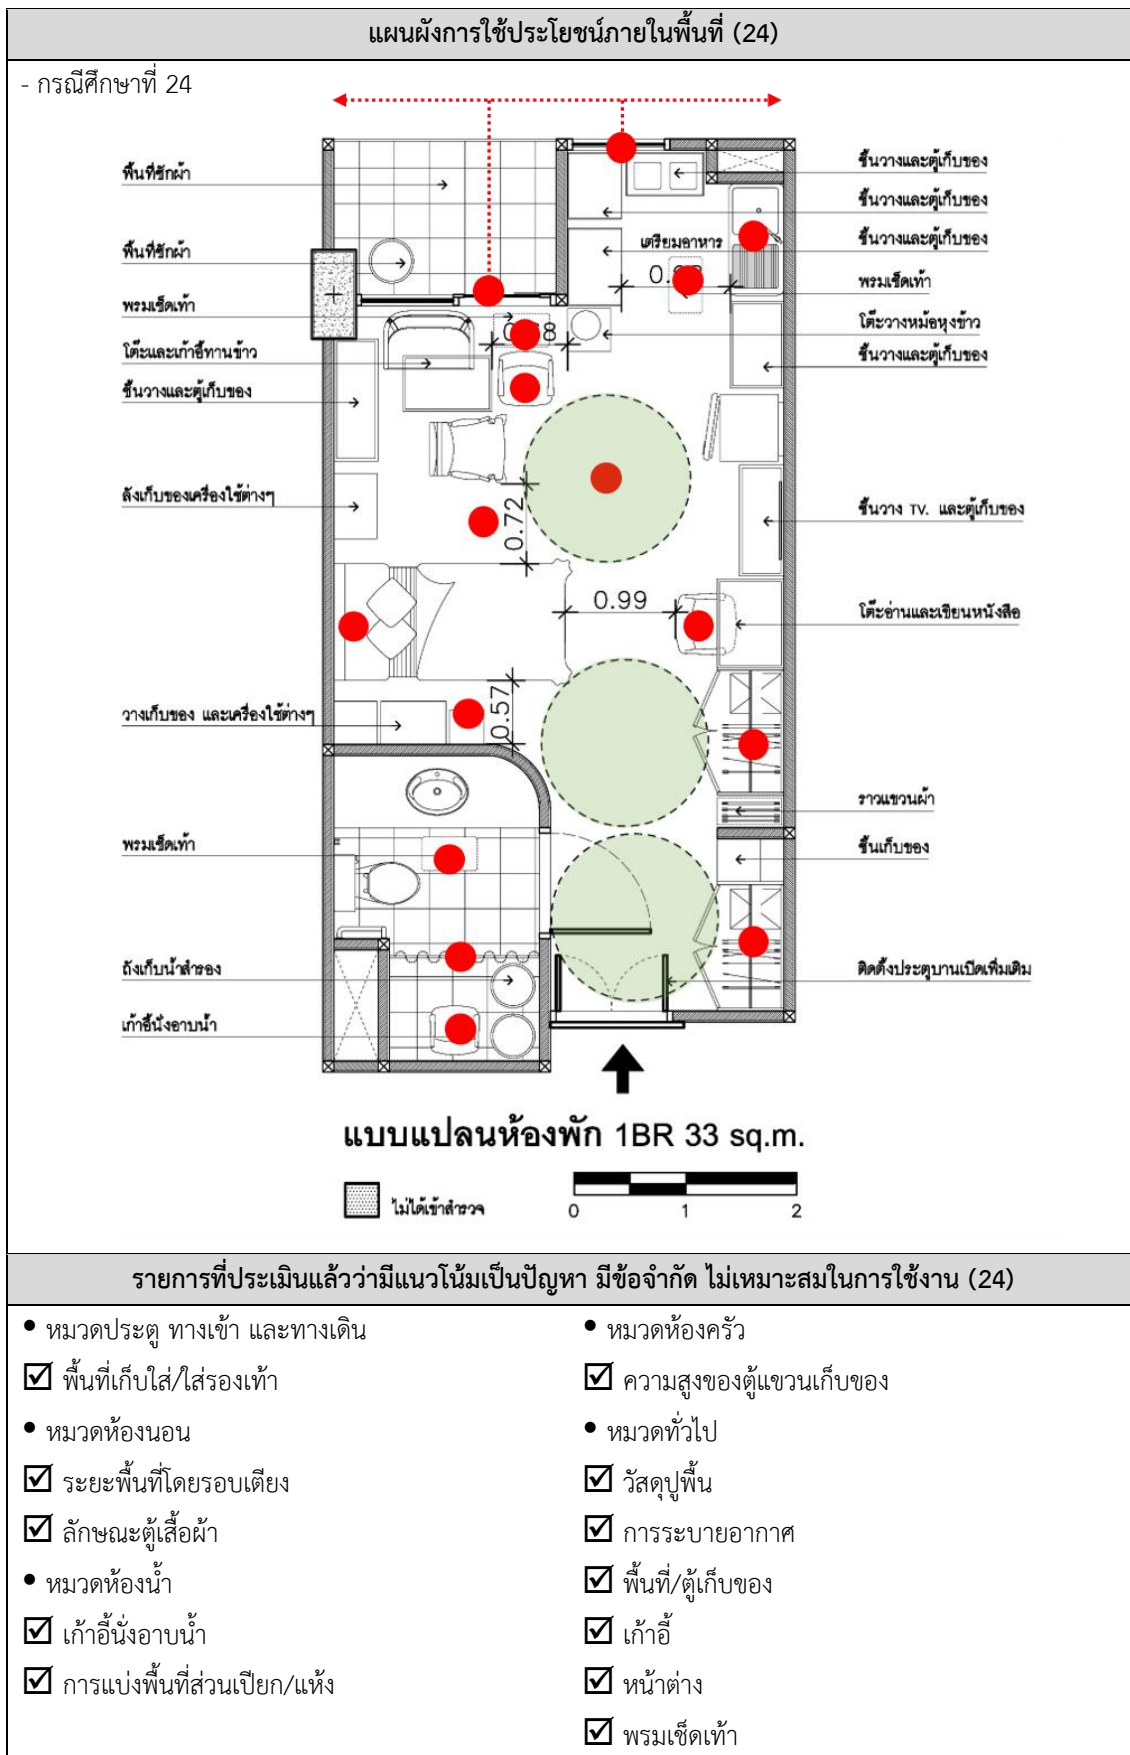 แผนผังการใช้ประโยชน์ภายในพื้นที่ (24)
- กรณีศึกษาที่ 24
พื้นที่ซักผ้า
พื้นที่ซักผ้า
พรมเช็ดเท้า
โต๊ะและเก้าอี้ทานข้าว
ชั้นวางและตู้เก็บของ
ลังเก็บของเครื่องใช้ต่างๆ
วางเก็บของ และเครื่องใช้ต่างๆ
พรมเช็ดเท้า
ถังเก็บน้ำสำรอง
เก้าอี้นั่งอาบน้ำ
เตรียมอาหาร
0.72
0.99
0.57
ชั้นวางและตู้เก็บของ
ชั้นวางและตู้เก็บของ
ชั้นวางและตู้เก็บของ
พรมเช็ดเท้า
โต๊ะวางหม้อหุงข้าว
ชั้นวางและตู้เก็บของ
ชั้นวาง TV. และตู้เก็บของ
โต๊ะอ่านและเขียนหนังสือ
ราวแขวนผ้า
ชั้นเก็บของ
ติดตั้งประตูบานเปิดเพิ่มเติม
แบบแปลนห้องพัก 1BR 33 sq.m.
ไม่ได้เข้าสำรวจ
0 1 2
รายการที่ประเมินแล้วว่ามีแนวโน้มเป็นปัญหา มีข้อจำกัด ไม่เหมาะสมในการใช้งาน (24)
• หมวดประตู ทางเข้า และทางเดิน
☑ พื้นที่เก็บใส่/ใส่รองเท้า
• หมวดห้องนอน
☑ ระยะพื้นที่โดยรอบเตียง
☑ ลักษณะตู้เสื้อผ้า
• หมวดห้องน้ำ
☑ เก้าอี้นั่งอาบน้ำ
☑ การแบ่งพื้นที่ส่วนเปียก/แห้ง
• หมวดห้องครัว
☑ ความสูงของตู้แขวนเก็บของ
• หมวดทั่วไป
☑ วัสดุปูพื้น
☑ การระบายอากาศ
☑ พื้นที่/ตู้เก็บของ
☑ เก้าอี้
☑ หน้าต่าง
☑ พรมเช็ดเท้า